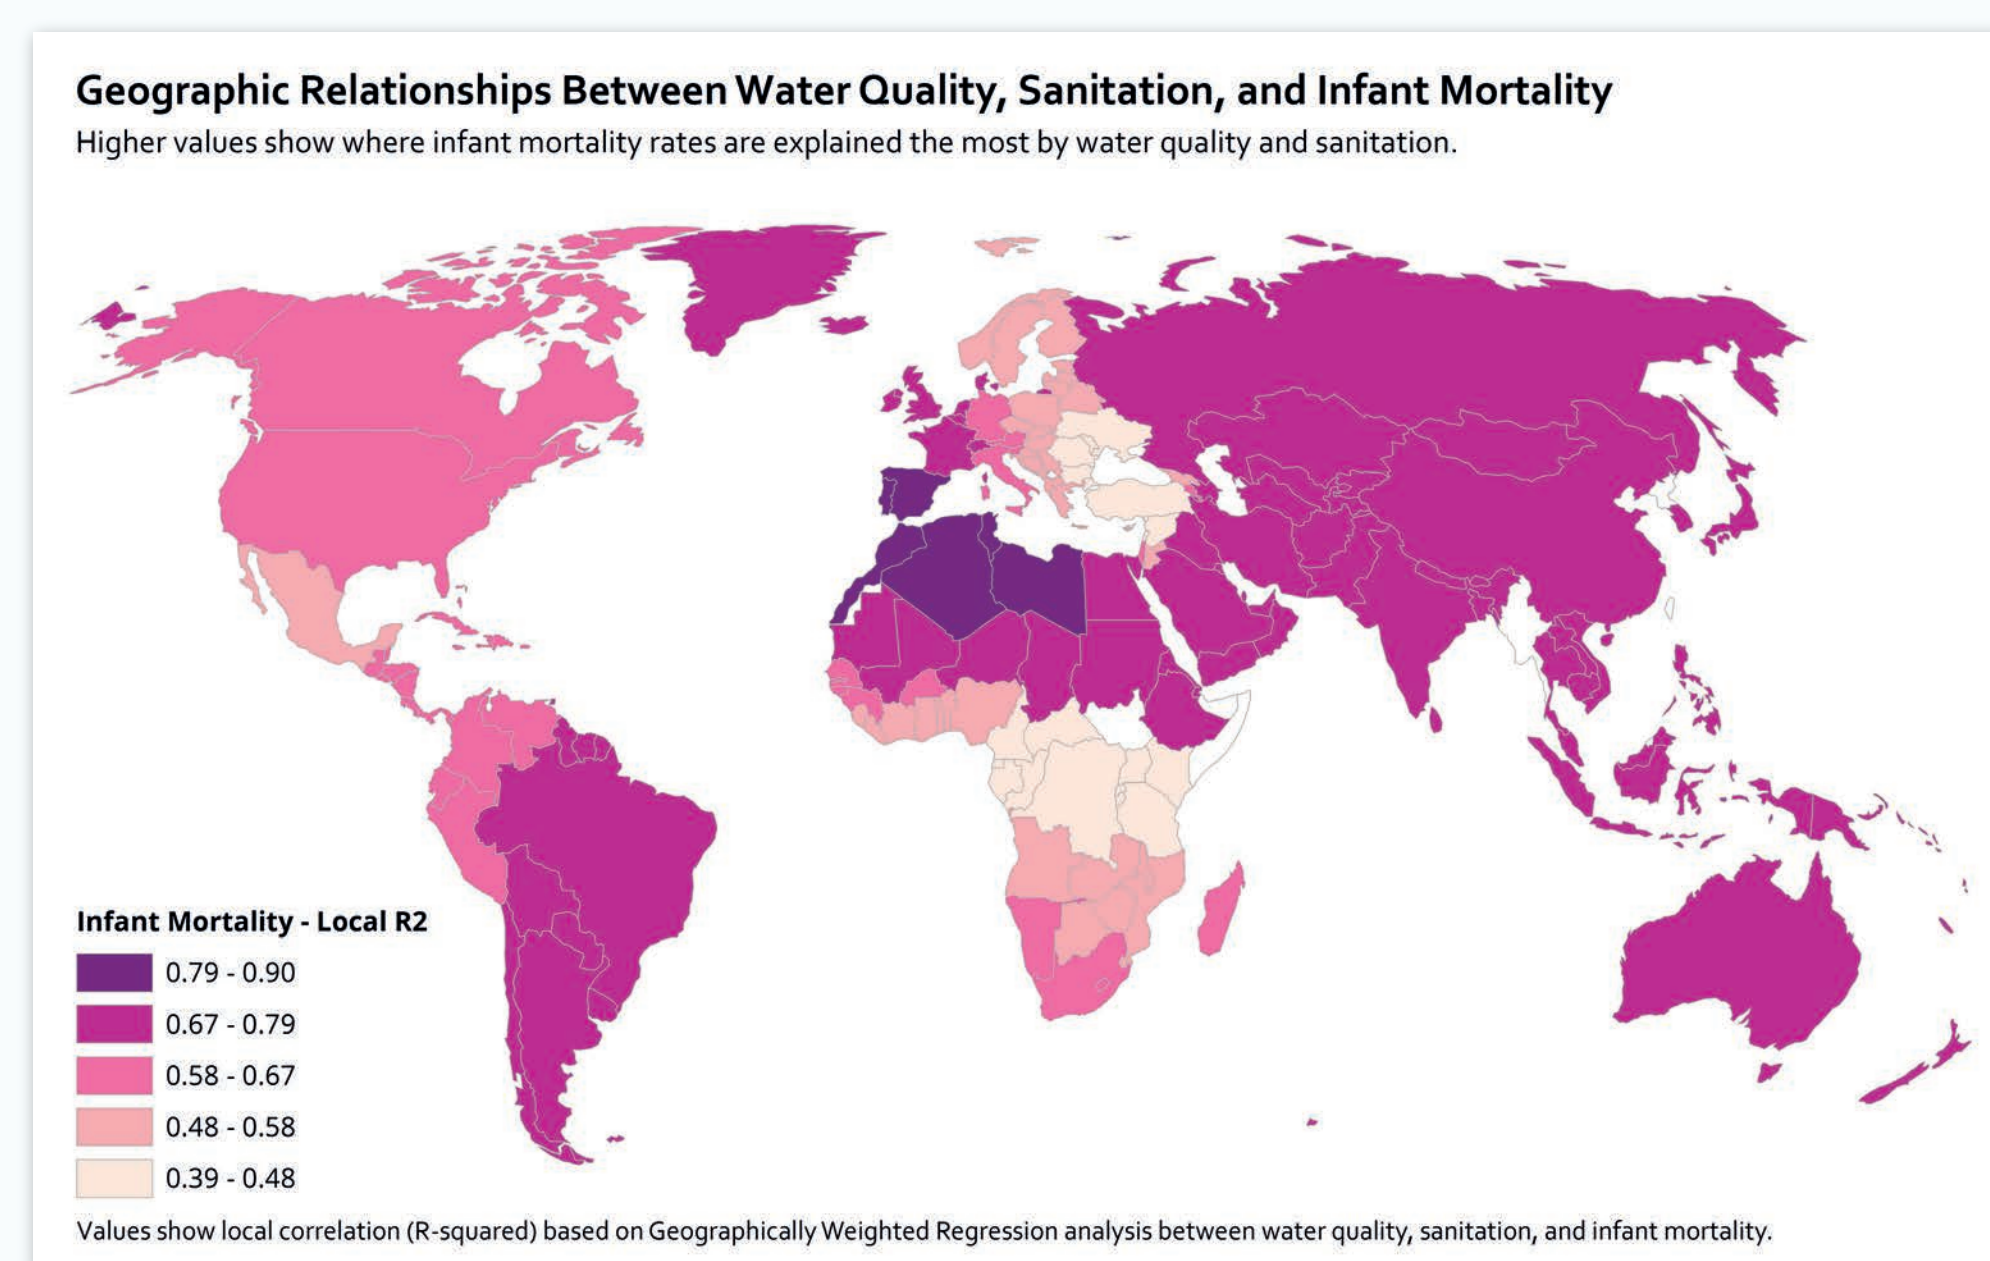 Geographic Relationships Between Water Quality, Sanitation, and Infant Mortality
Higher values show where infant mortality rates are explained the most by water quality and sanitation.
Infant Mortality - Local R2
0.79 - 0.90
0.67 - 0.79
0.58 - 0.67
0.48 - 0.58
0.39 - 0.48
Values show local correlation (R-squared) based on Geographically Weighted Regression analysis between water quality, sanitation, and infant mortality.